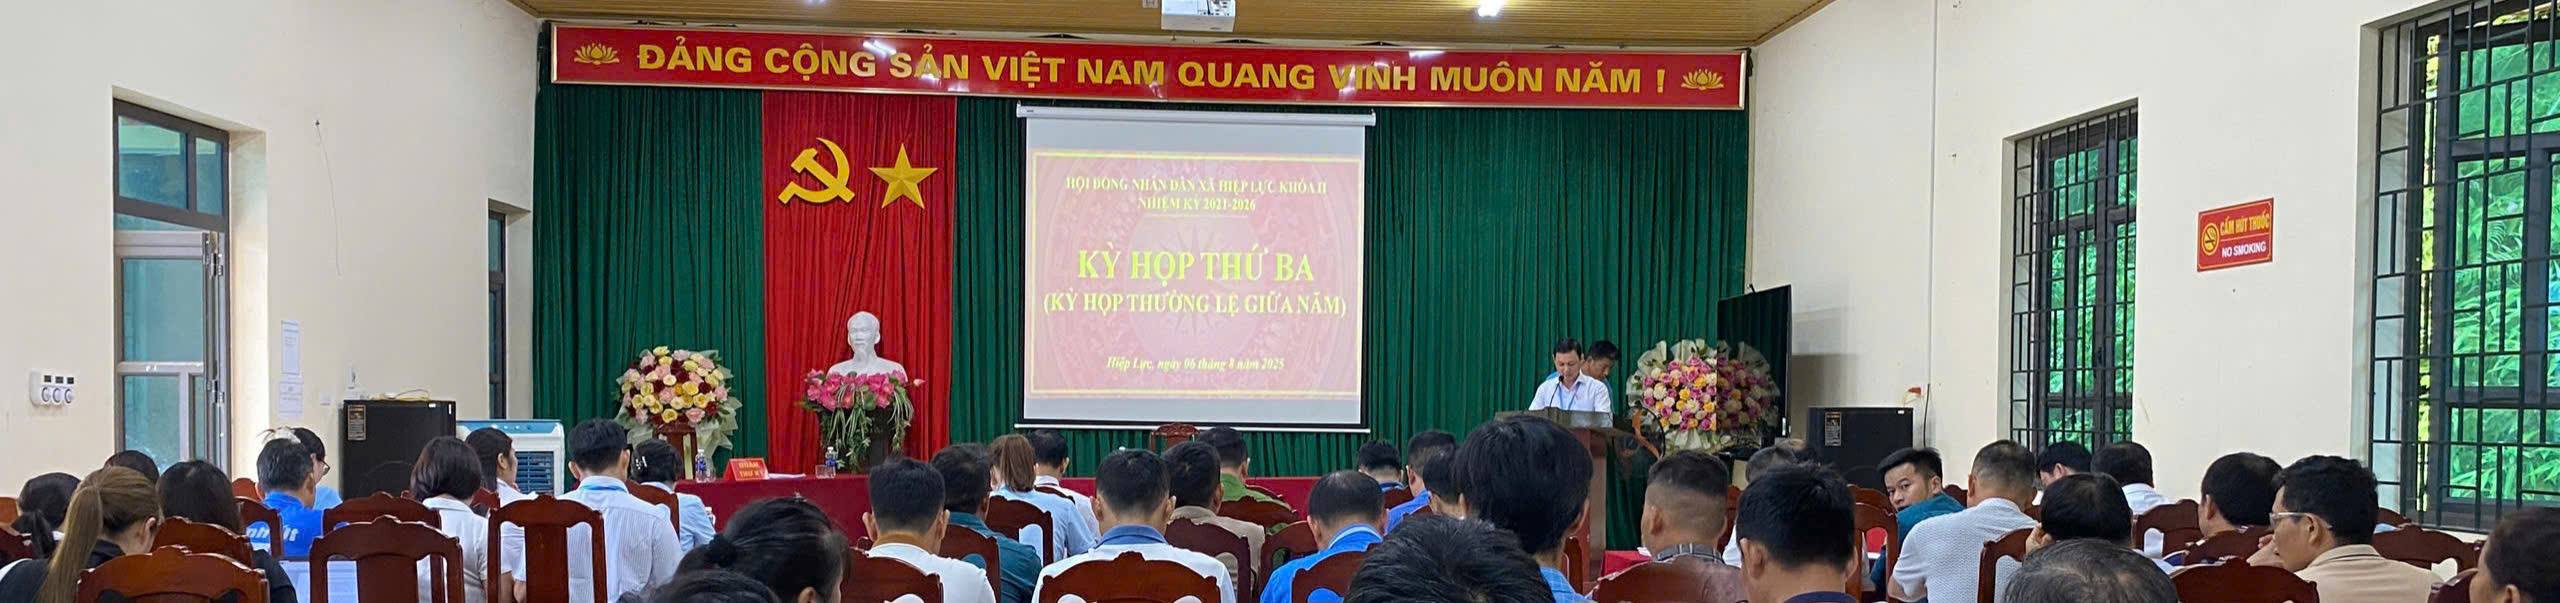 ĐẢNG CỘNG SẢN VIỆT NAM QUANG VINH MUÔN NĂM !
HỘI ĐỒNG NHÂN DÂN XÃ HIỆP LỰC KHÓA II
NHIỆM KỲ 2021-2026
KỲ HỌP THỨ BA
(KỲ HỌP THƯỜNG LỆ GIỮA NĂM)
Hiệp Lực, ngày 06 tháng 8 năm 2025
CẤM HÚT THUỐC
NO SMOKING
THƯ KÝ